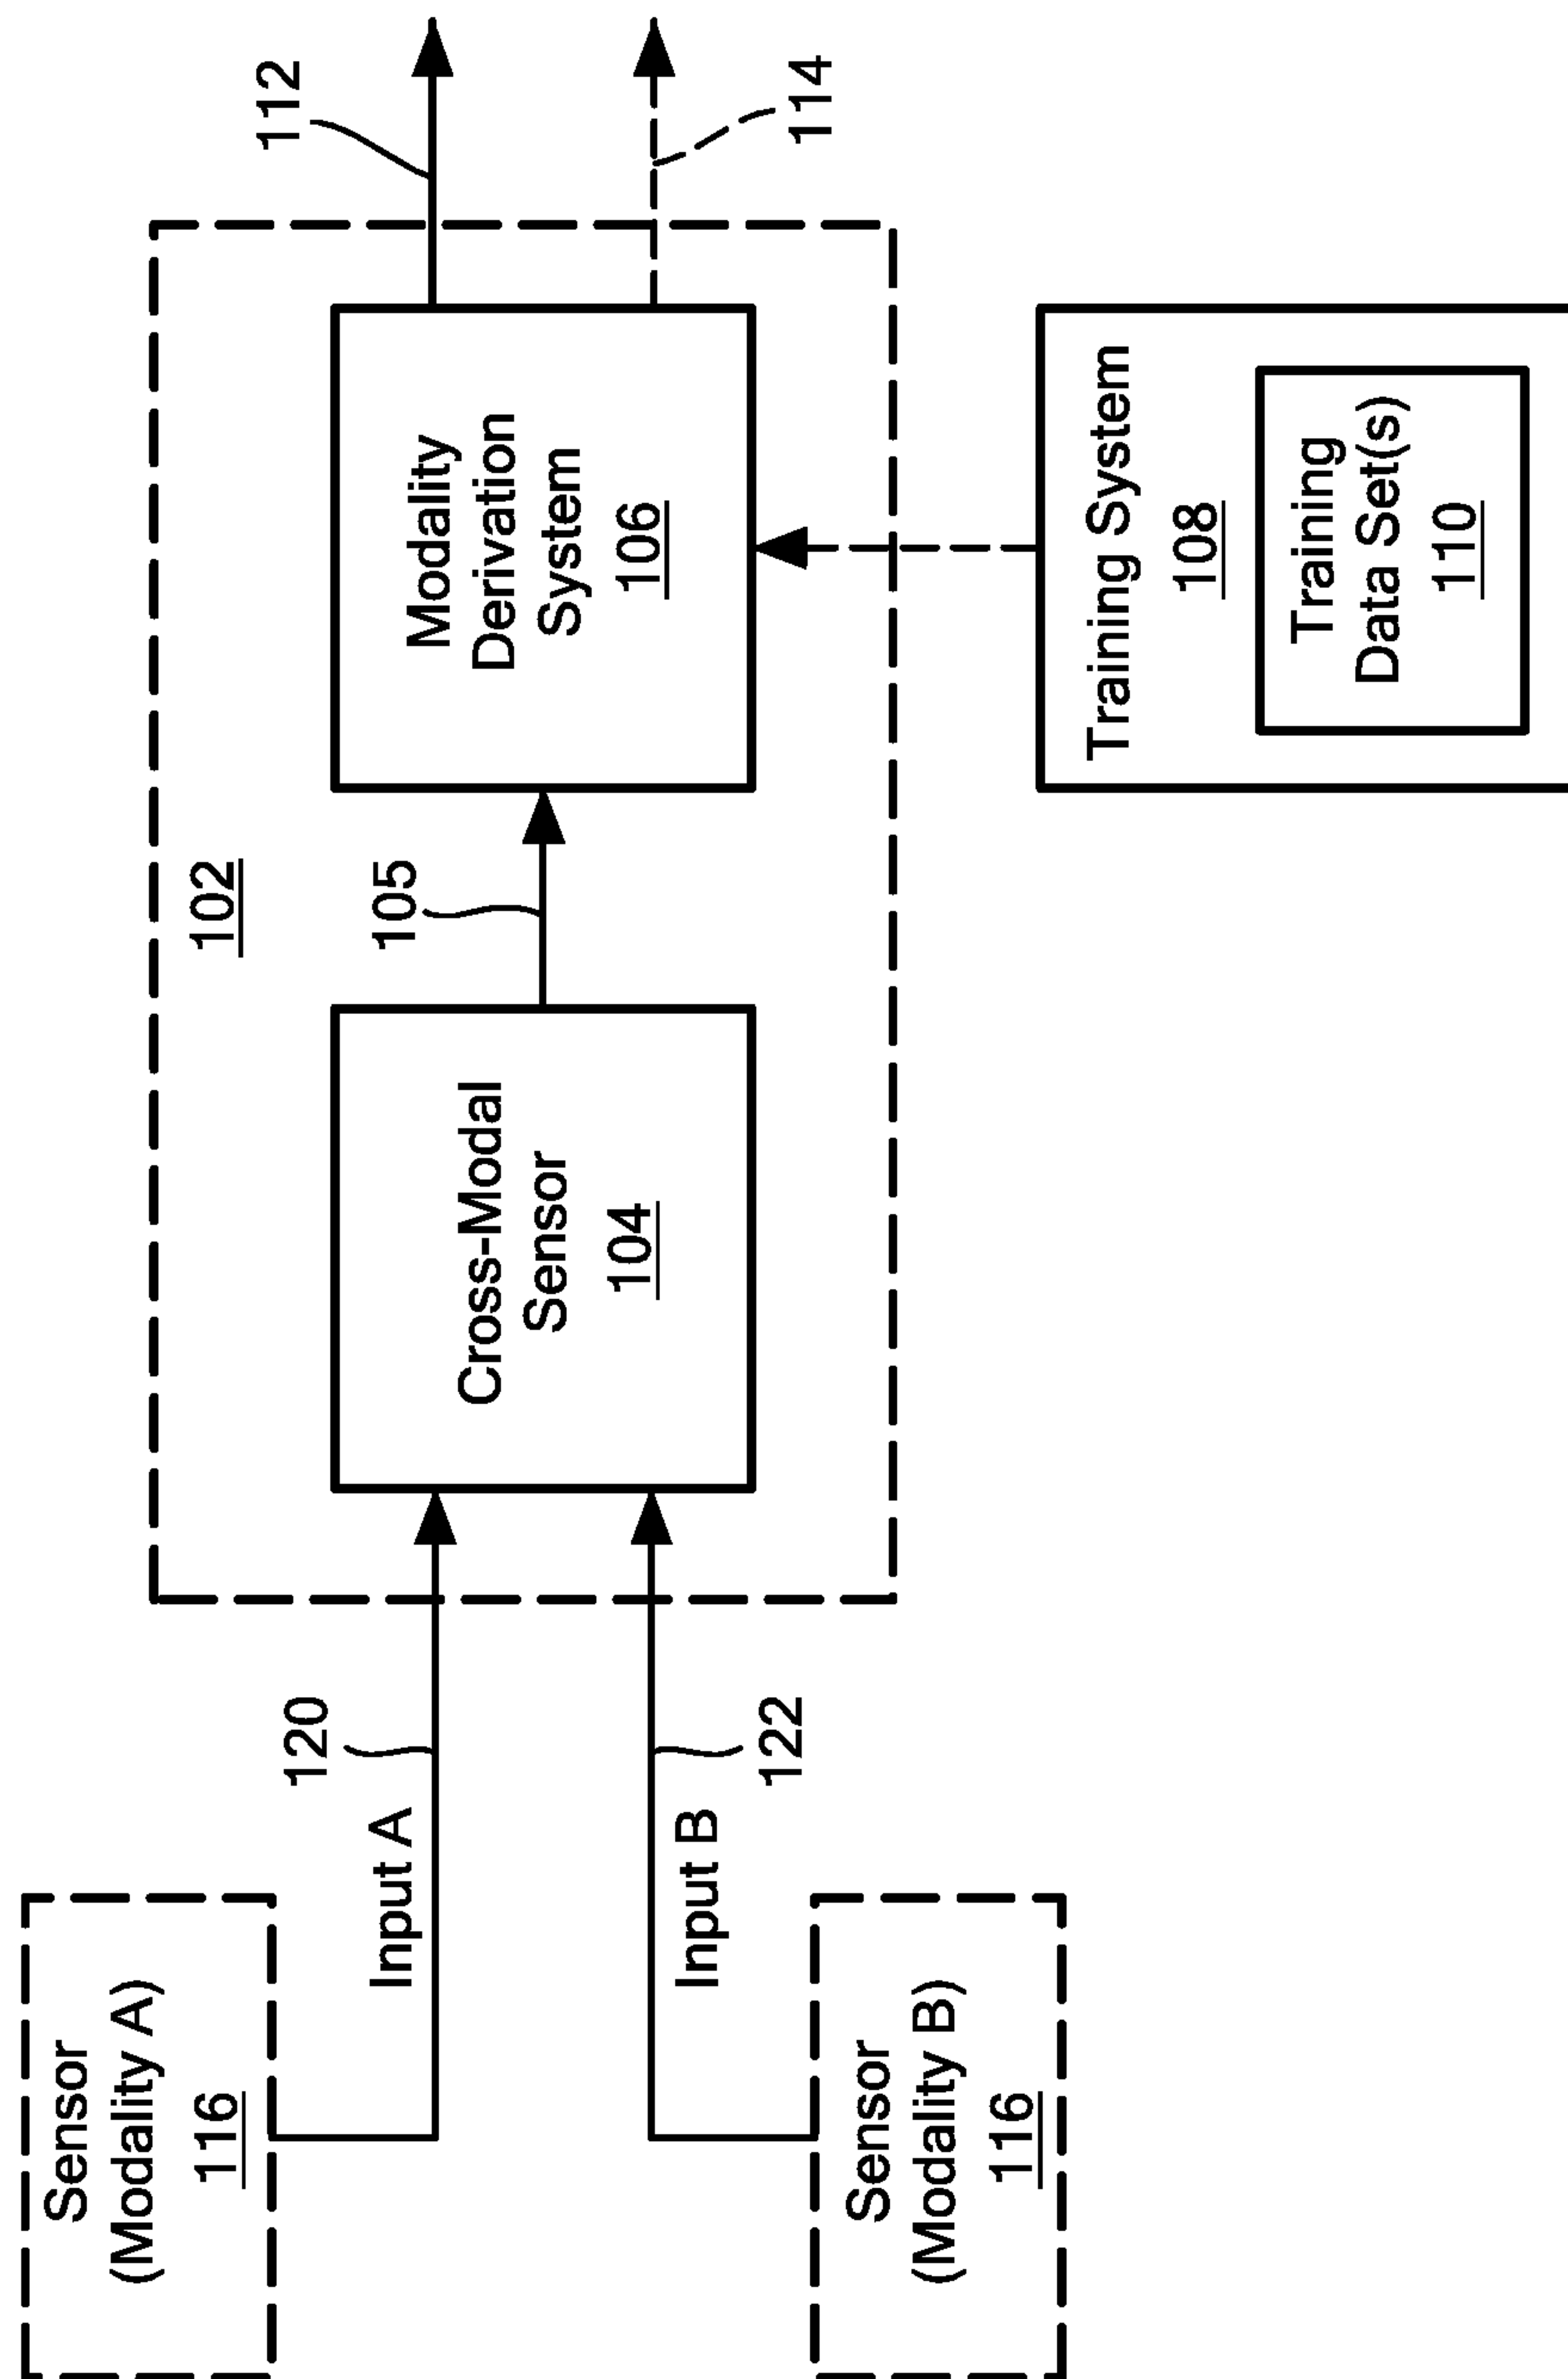 Sensor
(Modality A)
116
Input A
120
Input B
122
Sensor
(Modality B)
116
102
Cross-Modal
Sensor
104
105
Modality
Derivation
System
106
112
114
Training System
108
Training
Data Set(s)
110